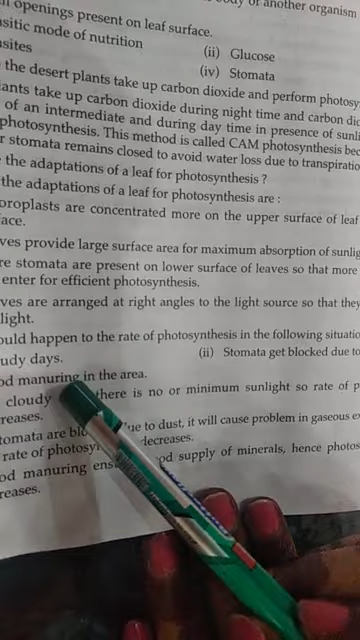 of another organism
openings present on leaf surface.
sitic mode of nutrition
(ii) Glucose
sites
(iv) Stomata
the desert plants take up carbon dioxide and perform photosy
ants take up carbon dioxide during night time and carbon dio
of an intermediate and during day time in presence of sunli
photosynthesis. This method is called CAM photosynthesis bec
r stomata remains closed to avoid water loss due to transpiratio
the adaptations of a leaf for photosynthesis ?
the adaptations of a leaf for photosynthesis are :
oroplasts are concentrated more on the upper surface of leaf
ace.
ves provide large surface area for maximum absorption of sunlig
re stomata are present on lower surface of leaves so that more
enter for efficient photosynthesis.
ves are arranged at right angles to the light source so that they
light.
ould happen to the rate of photosynthesis in the following situatio
udy days.
(ii) Stomata get blocked due to
od manuring in the area.
cloudy there is no or minimum sunlight so rate of p
reases.
tomata are blo ue to dust, it will cause problem in gaseous ex
rate of photosy decreases.
od manuring ens od supply of minerals, hence photos
reases.